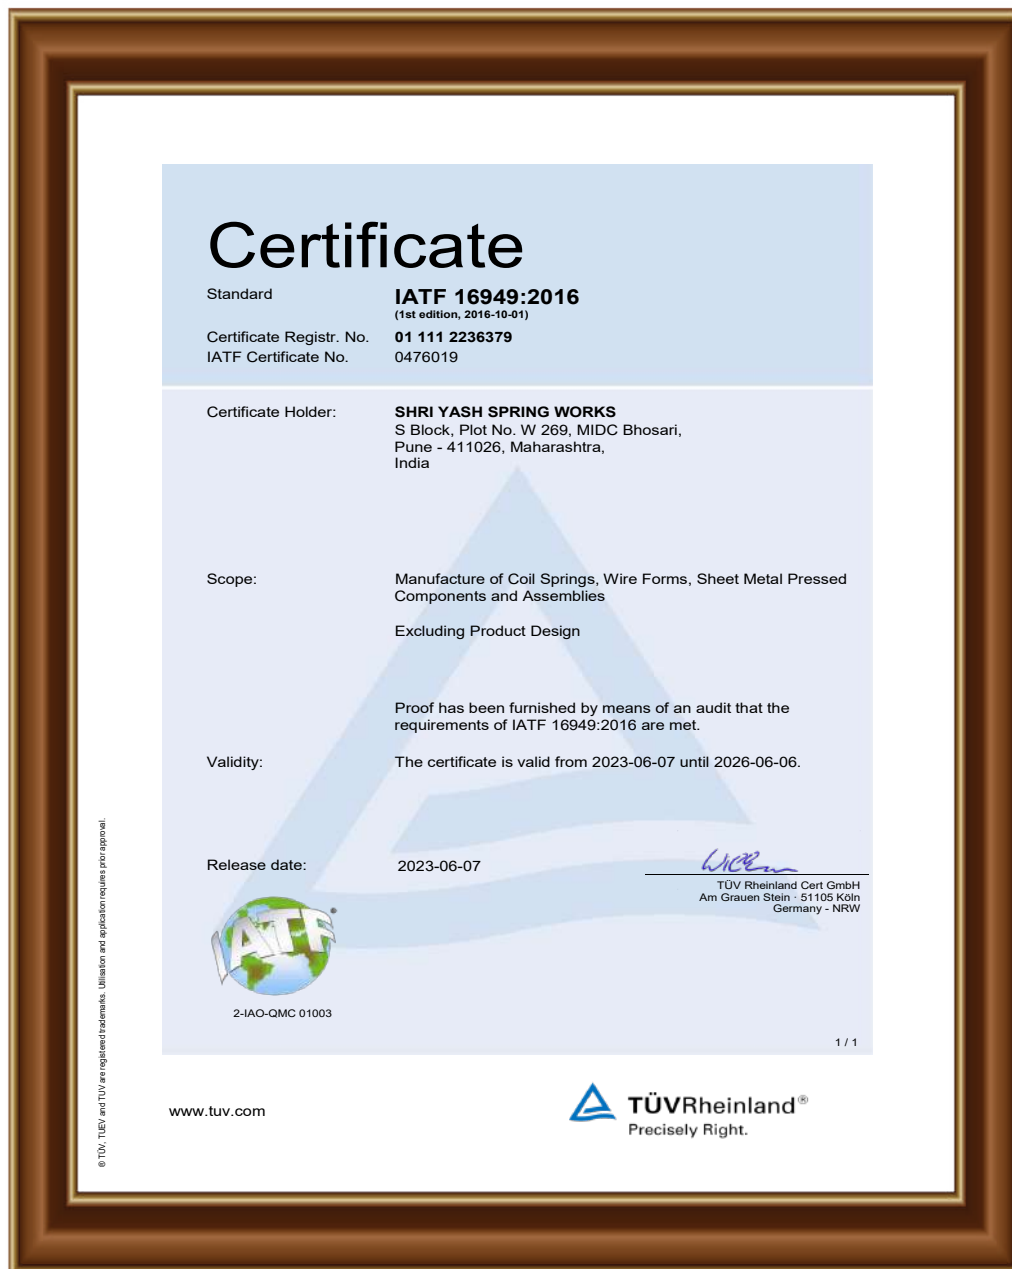 Certificate
Standard
IATF 16949:2016
(1st edition, 2016-10-01)
Certificate Registr. No.
01 111 2236379
IATF Certificate No.
0476019
Certificate Holder:
SHRI YASH SPRING WORKS
S Block, Plot No. W 269, MIDC Bhosari,
Pune - 411026, Maharashtra,
India
Scope:
Manufacture of Coil Springs, Wire Forms, Sheet Metal Pressed
Components and Assemblies
Excluding Product Design
Proof has been furnished by means of an audit that the
requirements of IATF 16949:2016 are met.
Validity:
The certificate is valid from 2023-06-07 until 2026-06-06.
Release date:
2023-06-07
TÜV Rheinland Cert GmbH
Am Grauen Stein · 51105 Köln
Germany - NRW
IATF
2-IAO-QMC 01003
1 / 1
® TÜV, TUEV and TUV are registered trademarks. Utilisation and application requires prior approval.
www.tuv.com
TÜVRheinland®
Precisely Right.